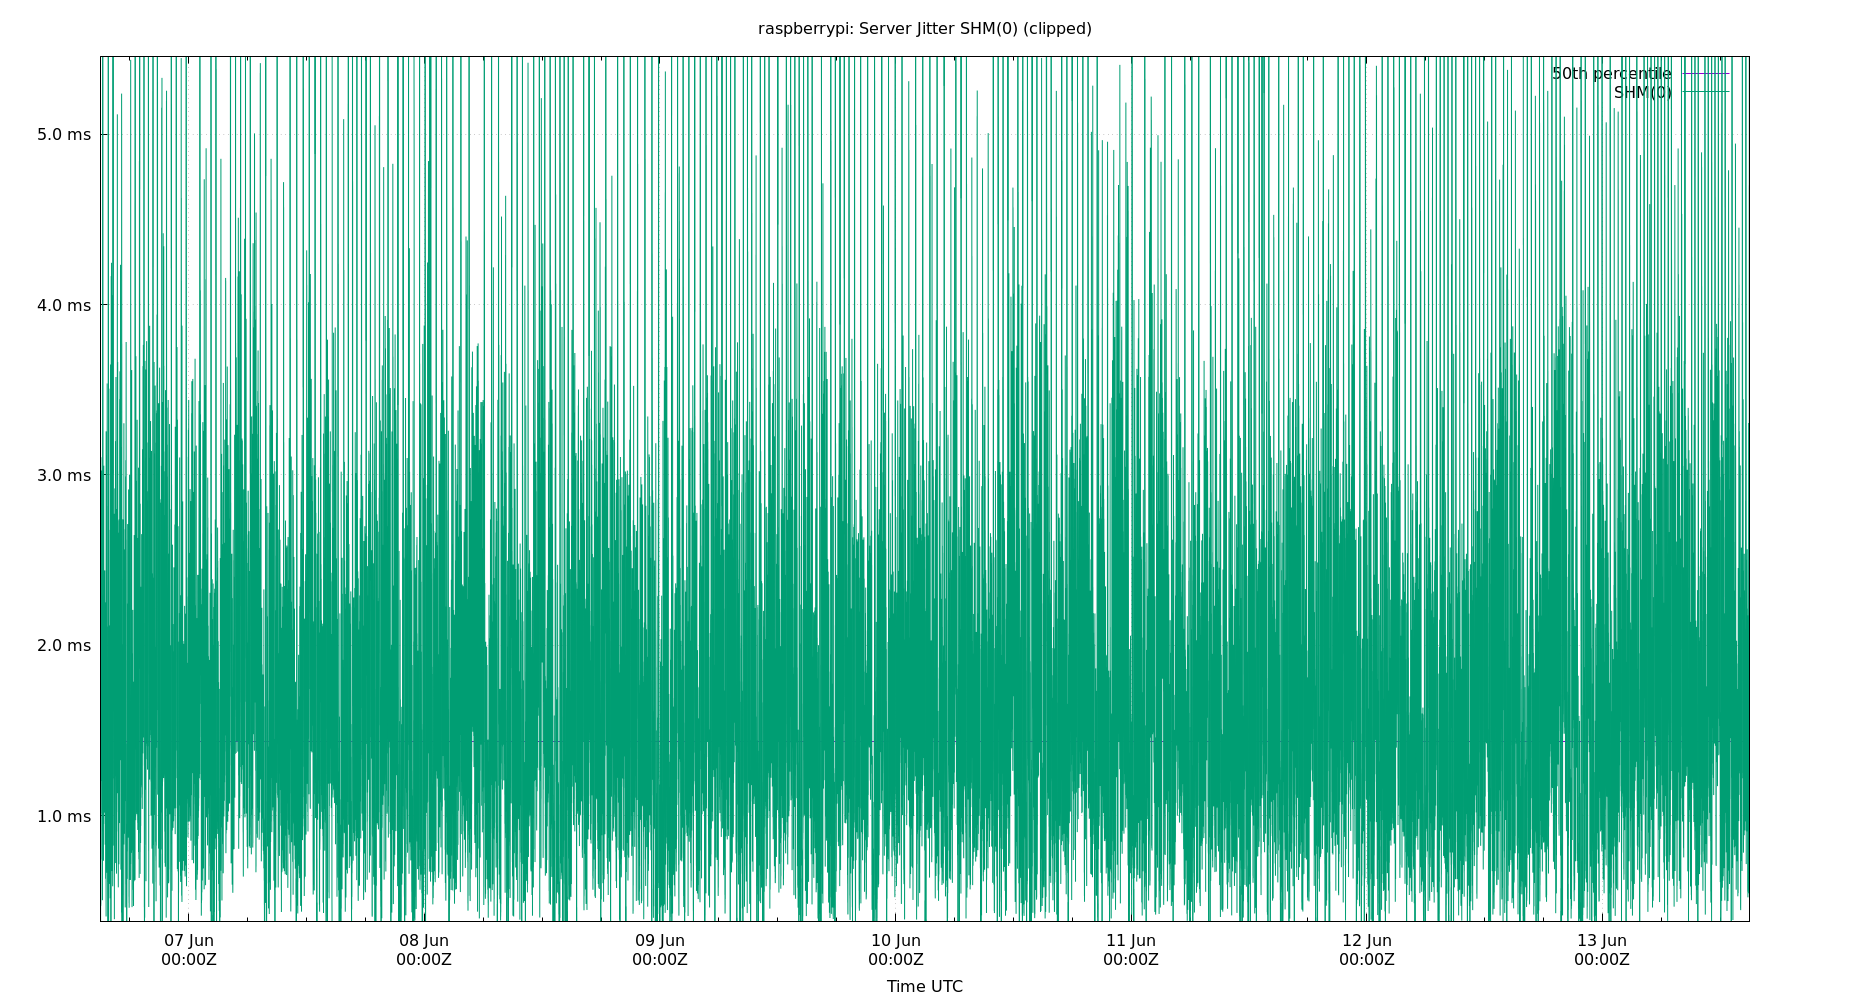 raspberrypi: Server Jitter SHM(0) (clipped)
50th percentile
SHM(0)
5.0 ms
4.0 ms
3.0 ms
2.0 ms
1.0 ms
07 Jun 08 Jun 09 Jun 10 Jun 11 Jun 12 Jun 13 Jun
00:00Z 00:00Z 00:00Z 00:00Z 00:00Z 00:00Z 00:00Z
Time UTC